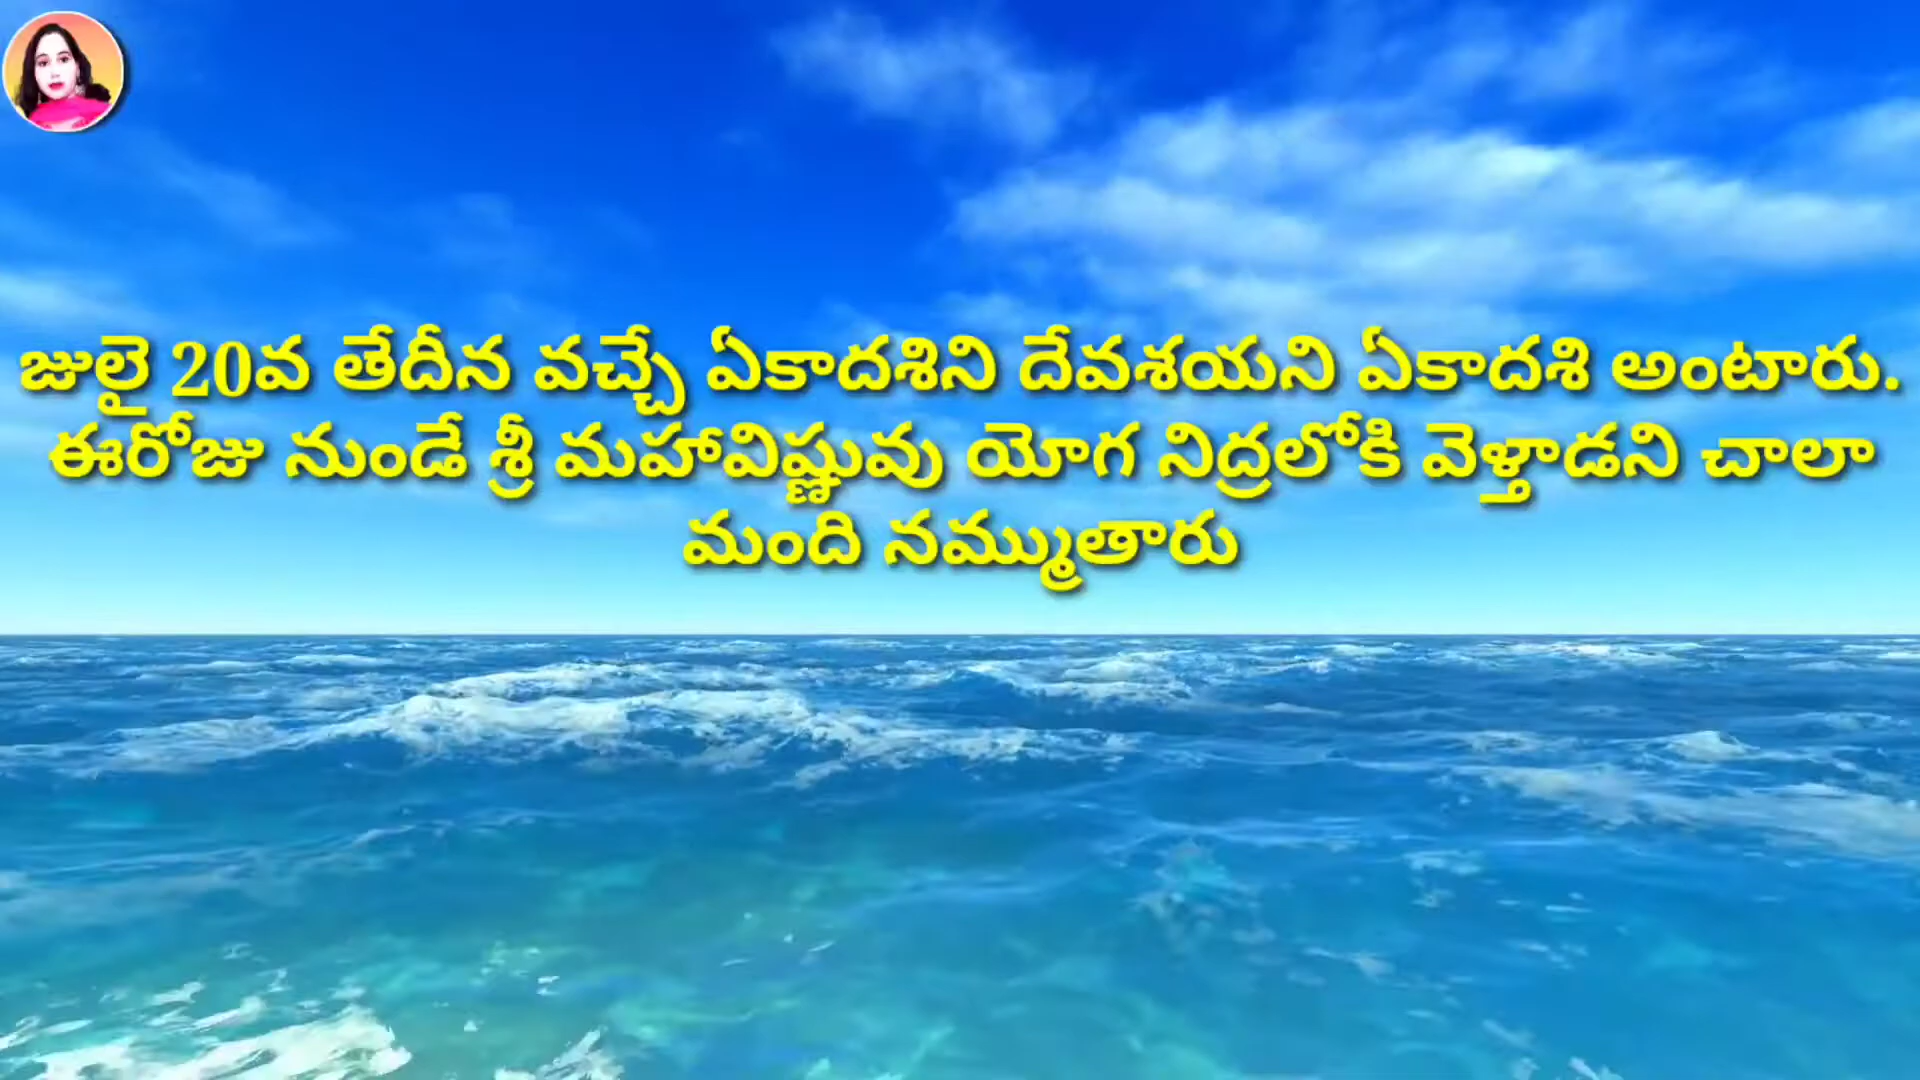 జులై 20వ తేదీన వచ్చే ఏకాదశిని దేవశయని ఏకాదశి అంటారు.
ఈరోజు నుండే శ్రీ మహావిష్ణువు యోగ నిద్రలోకి వెళ్తాడని చాలా
మంది నమ్ముతారు